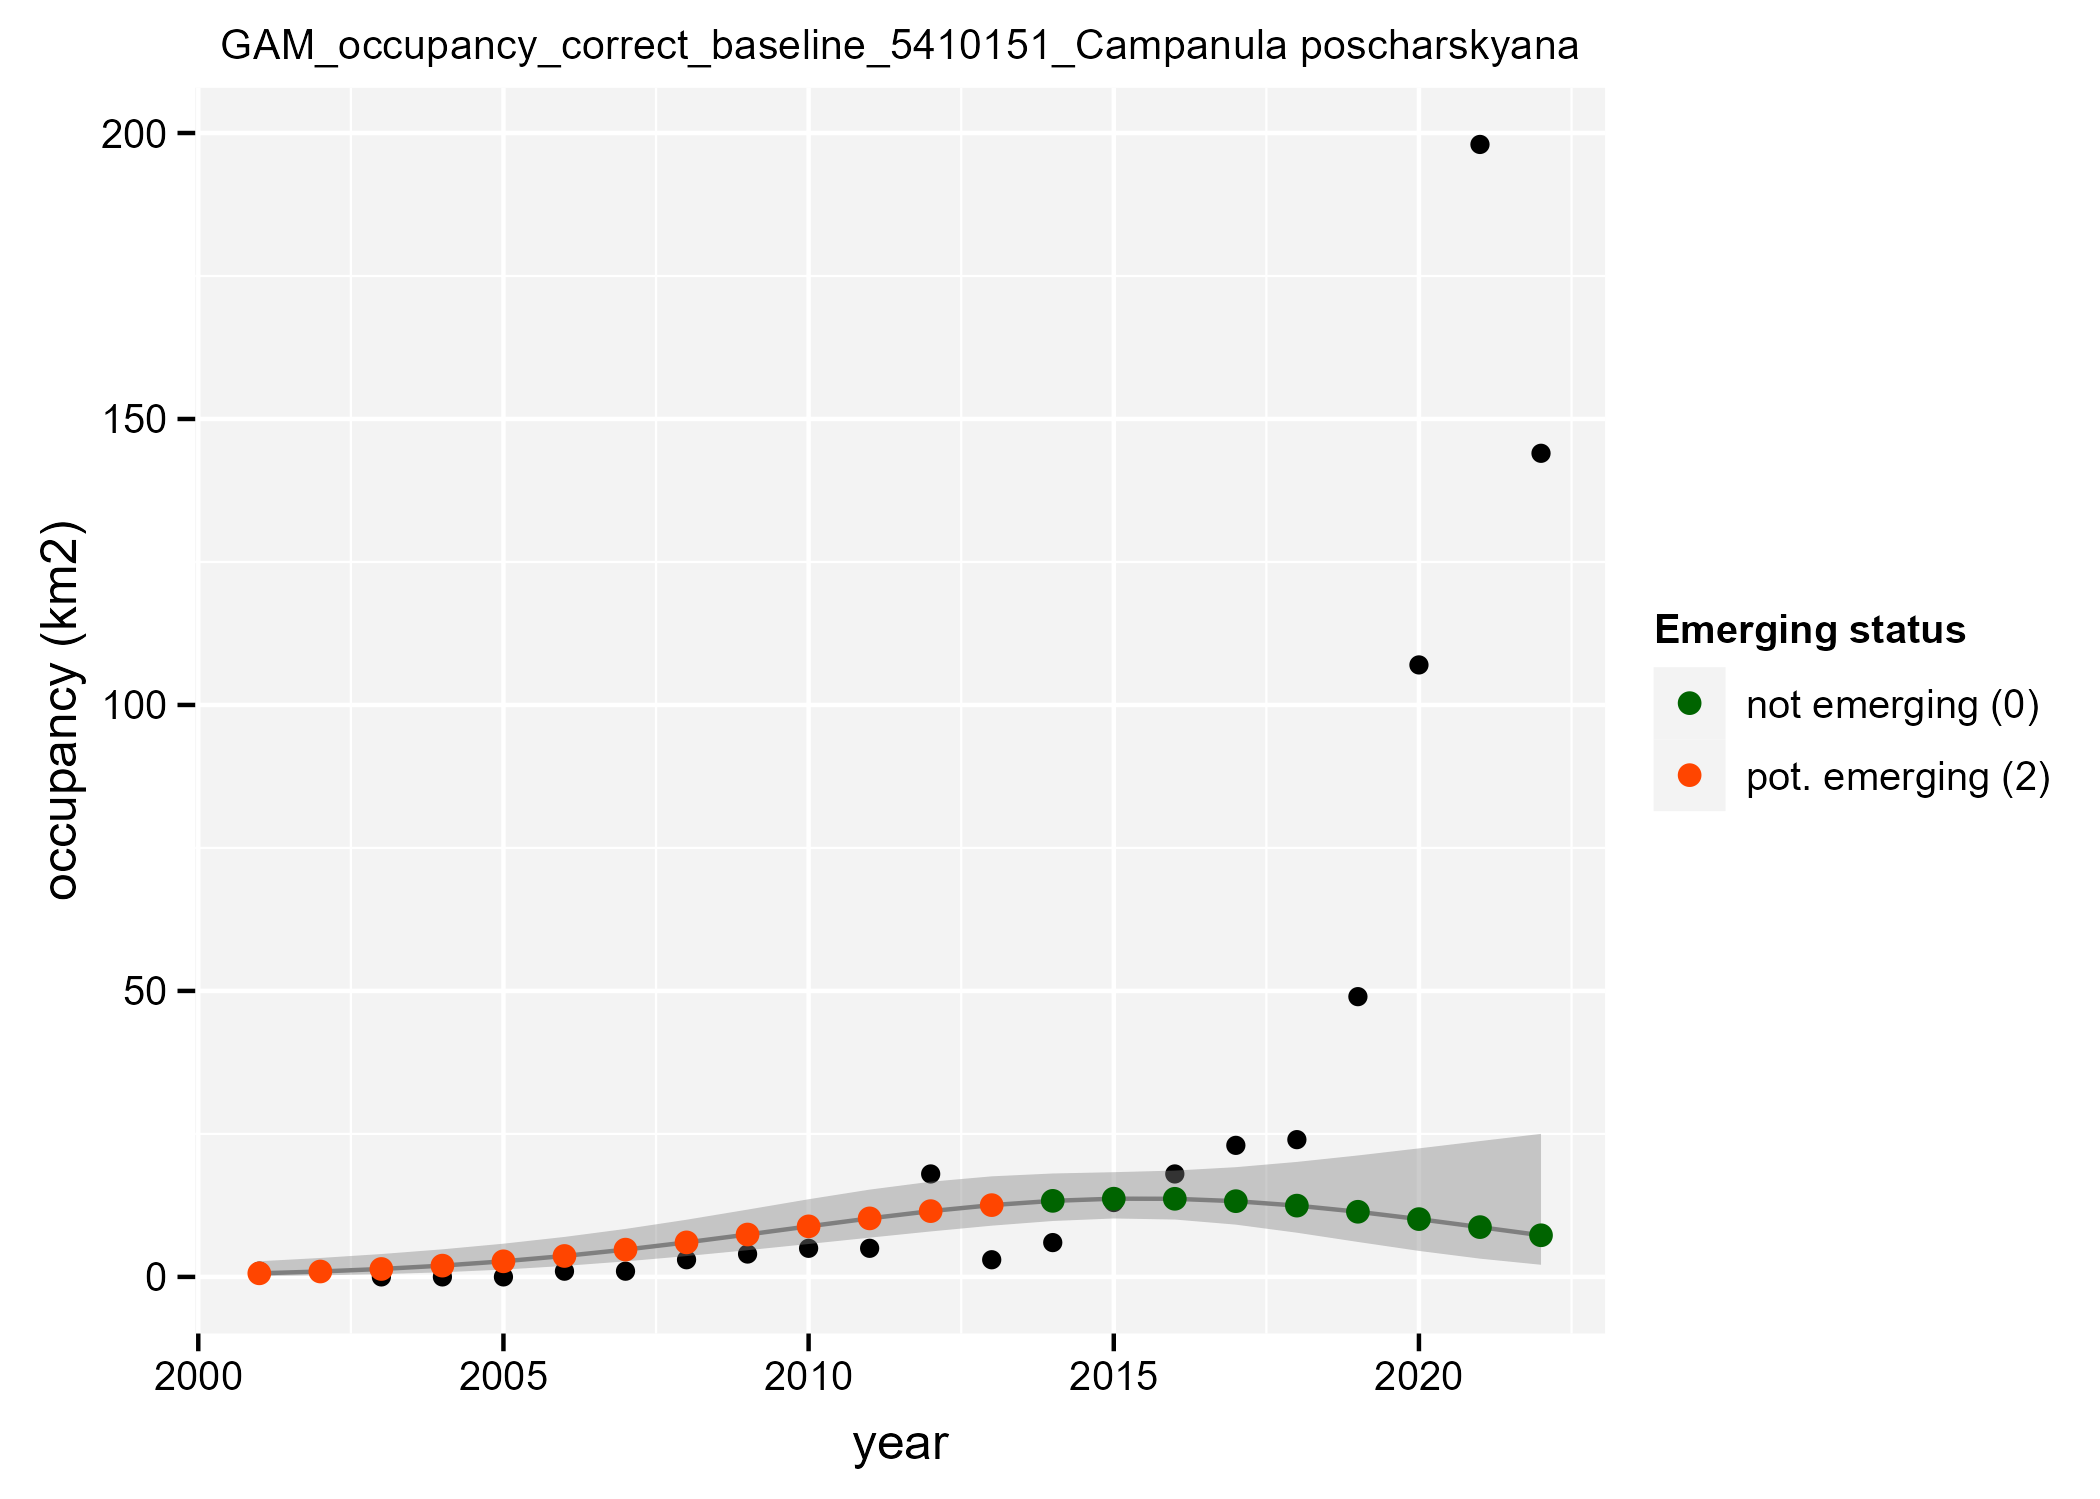 GAM_occupancy_correct_baseline_5410151_Campanula poscharskyana
200
150
100
50
0
occupancy (km2)
2000 2005 2010 2015 2020
year
Emerging status
not emerging (0)
pot. emerging (2)